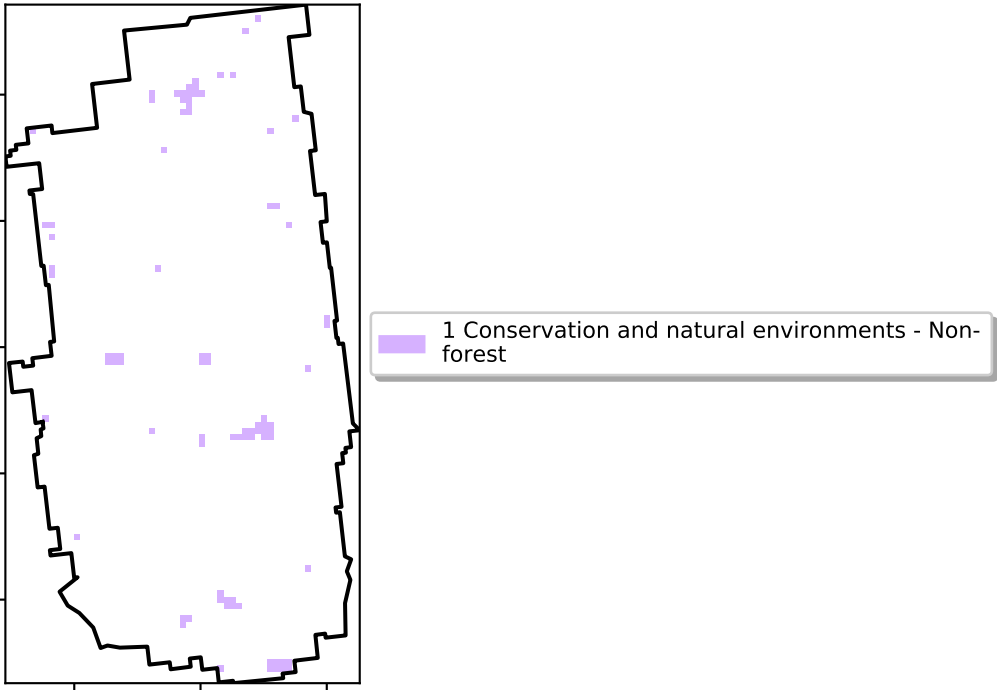 1 Conservation and natural environments - Non-
forest